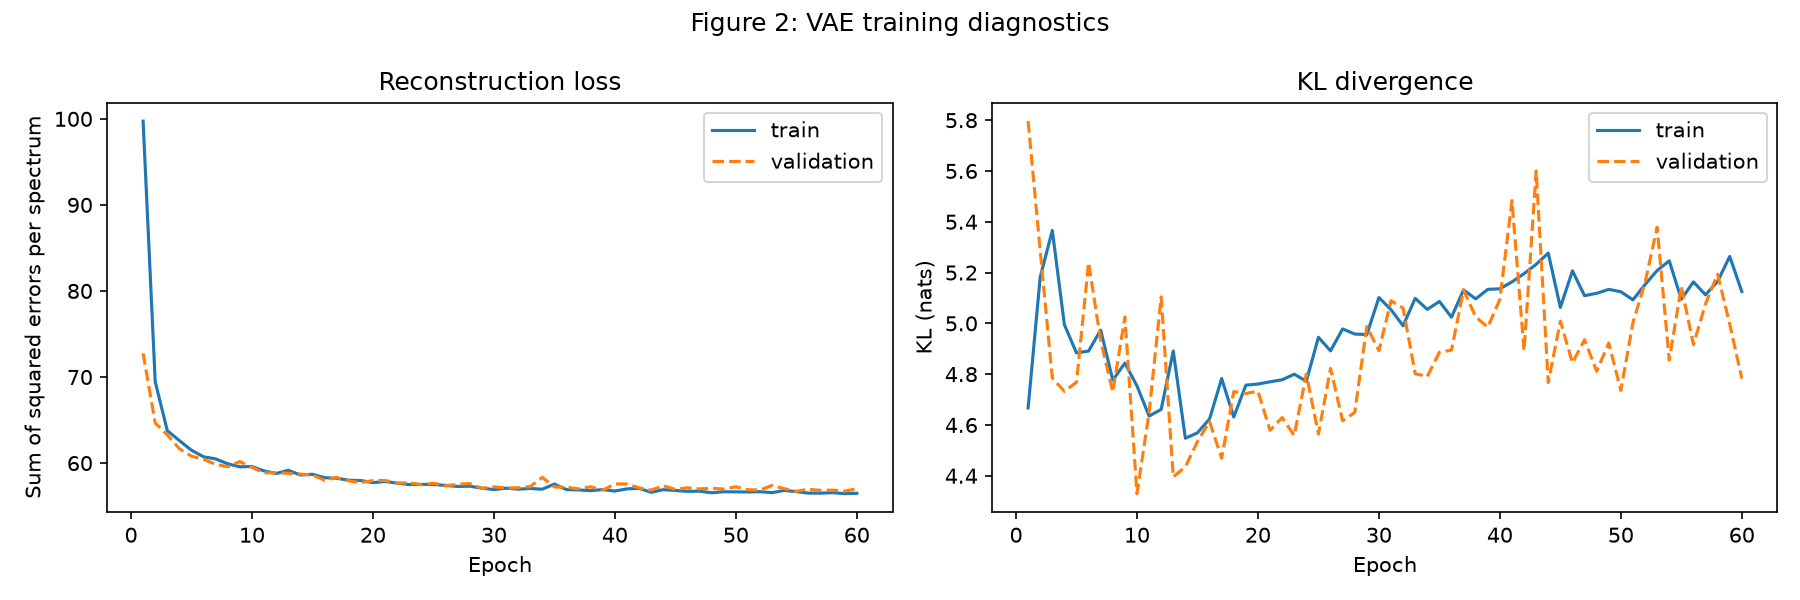 Figure 2: VAE training diagnostics
Reconstruction loss
Sum of squared errors per spectrum
100
90
80
70
60
train
validation
0 10 20 30 40 50 60
Epoch
KL divergence
KL (nats)
5.8
5.6
5.4
5.2
5.0
4.8
4.6
4.4
train
validation
0 10 20 30 40 50 60
Epoch